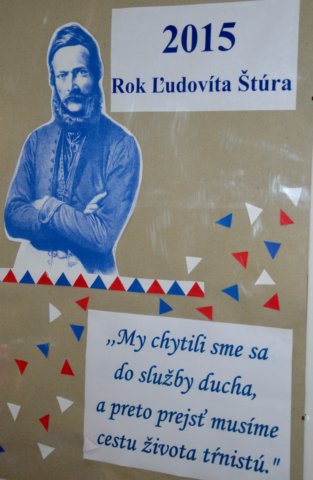 2015
Rok Ľudovíta Štúra
,,My chytili sme sa
do služby ducha,
a preto prejsť musíme
cestu života tŕnistú."